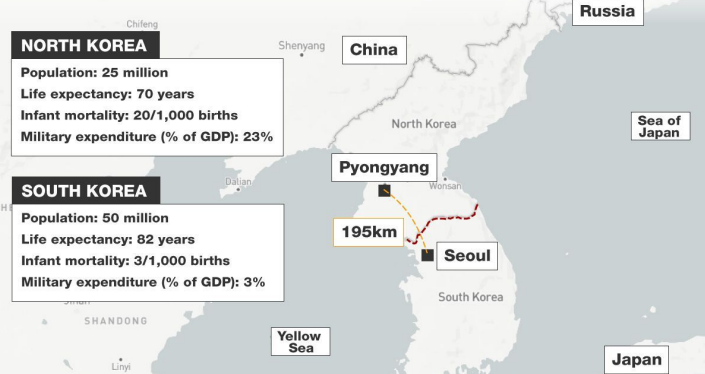 Russia
Chifeng
NORTH KOREA
Shenyang
China
Population: 25 million
Life expectancy: 70 years
Infant mortality: 20/1,000 births
Military expenditure (% of GDP): 23%
North Korea
Sea of
Japan
Pyongyang
Dalian
Wonsan
SOUTH KOREA
Population: 50 million
Life expectancy: 82 years
Infant mortality: 3/1,000 births
Military expenditure (% of GDP): 3%
195km
Seoul
South Korea
SHANDONG
Yellow
Sea
Japan
Linyi